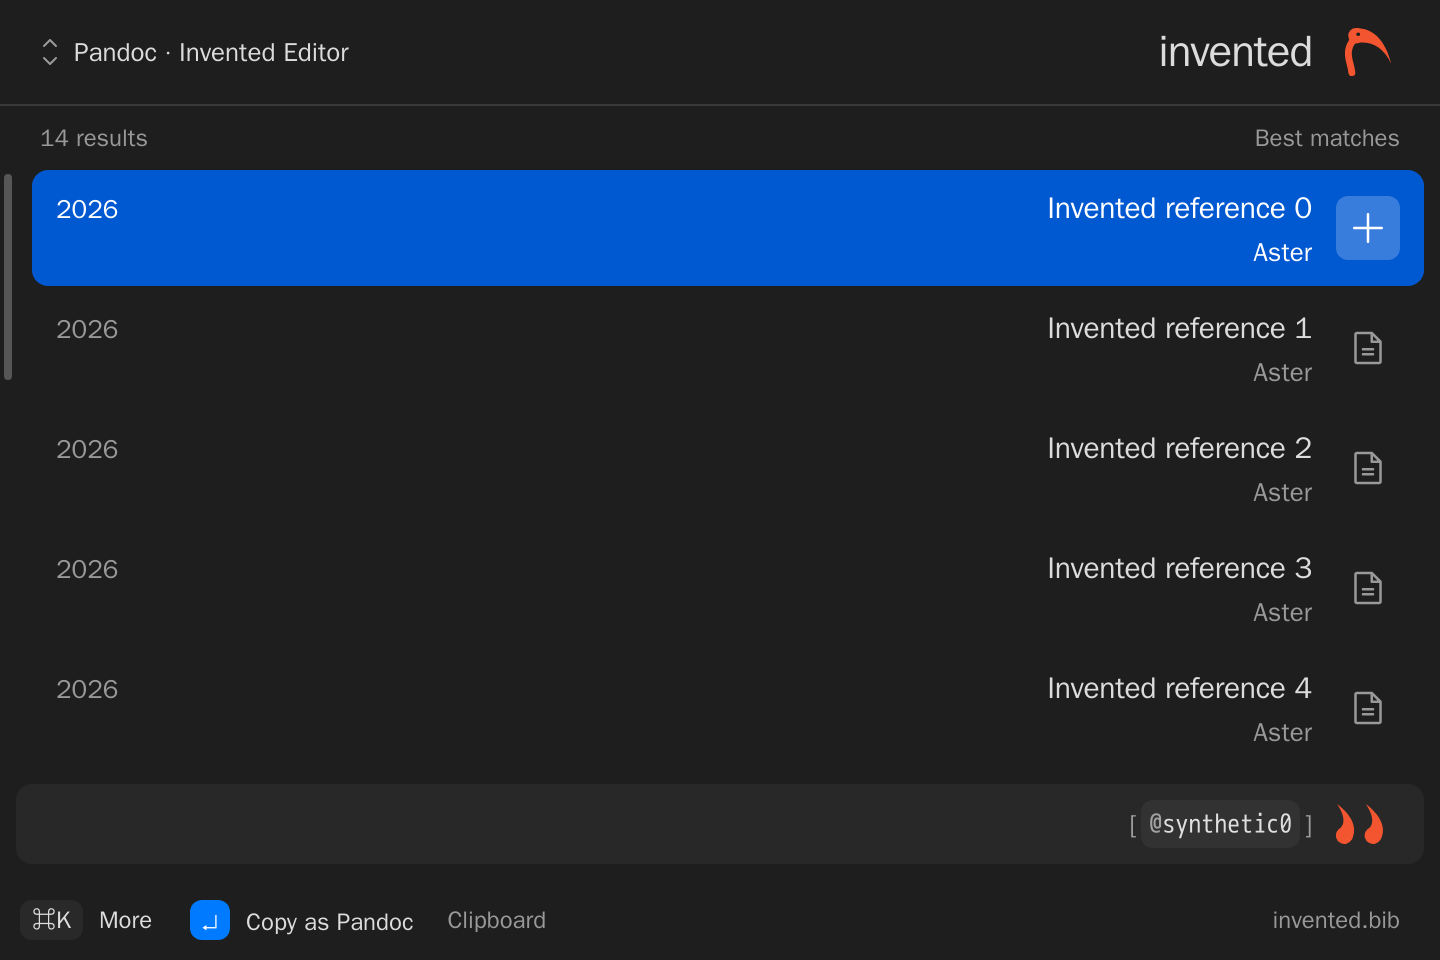 Pandoc · Invented Editor
invented
14 results
Best matches
2026
Invented reference 0
Aster
2026
Invented reference 1
Aster
2026
Invented reference 2
Aster
2026
Invented reference 3
Aster
2026
Invented reference 4
Aster
[@synthetic0]
⌘K More
Copy as Pandoc
Clipboard
invented.bib